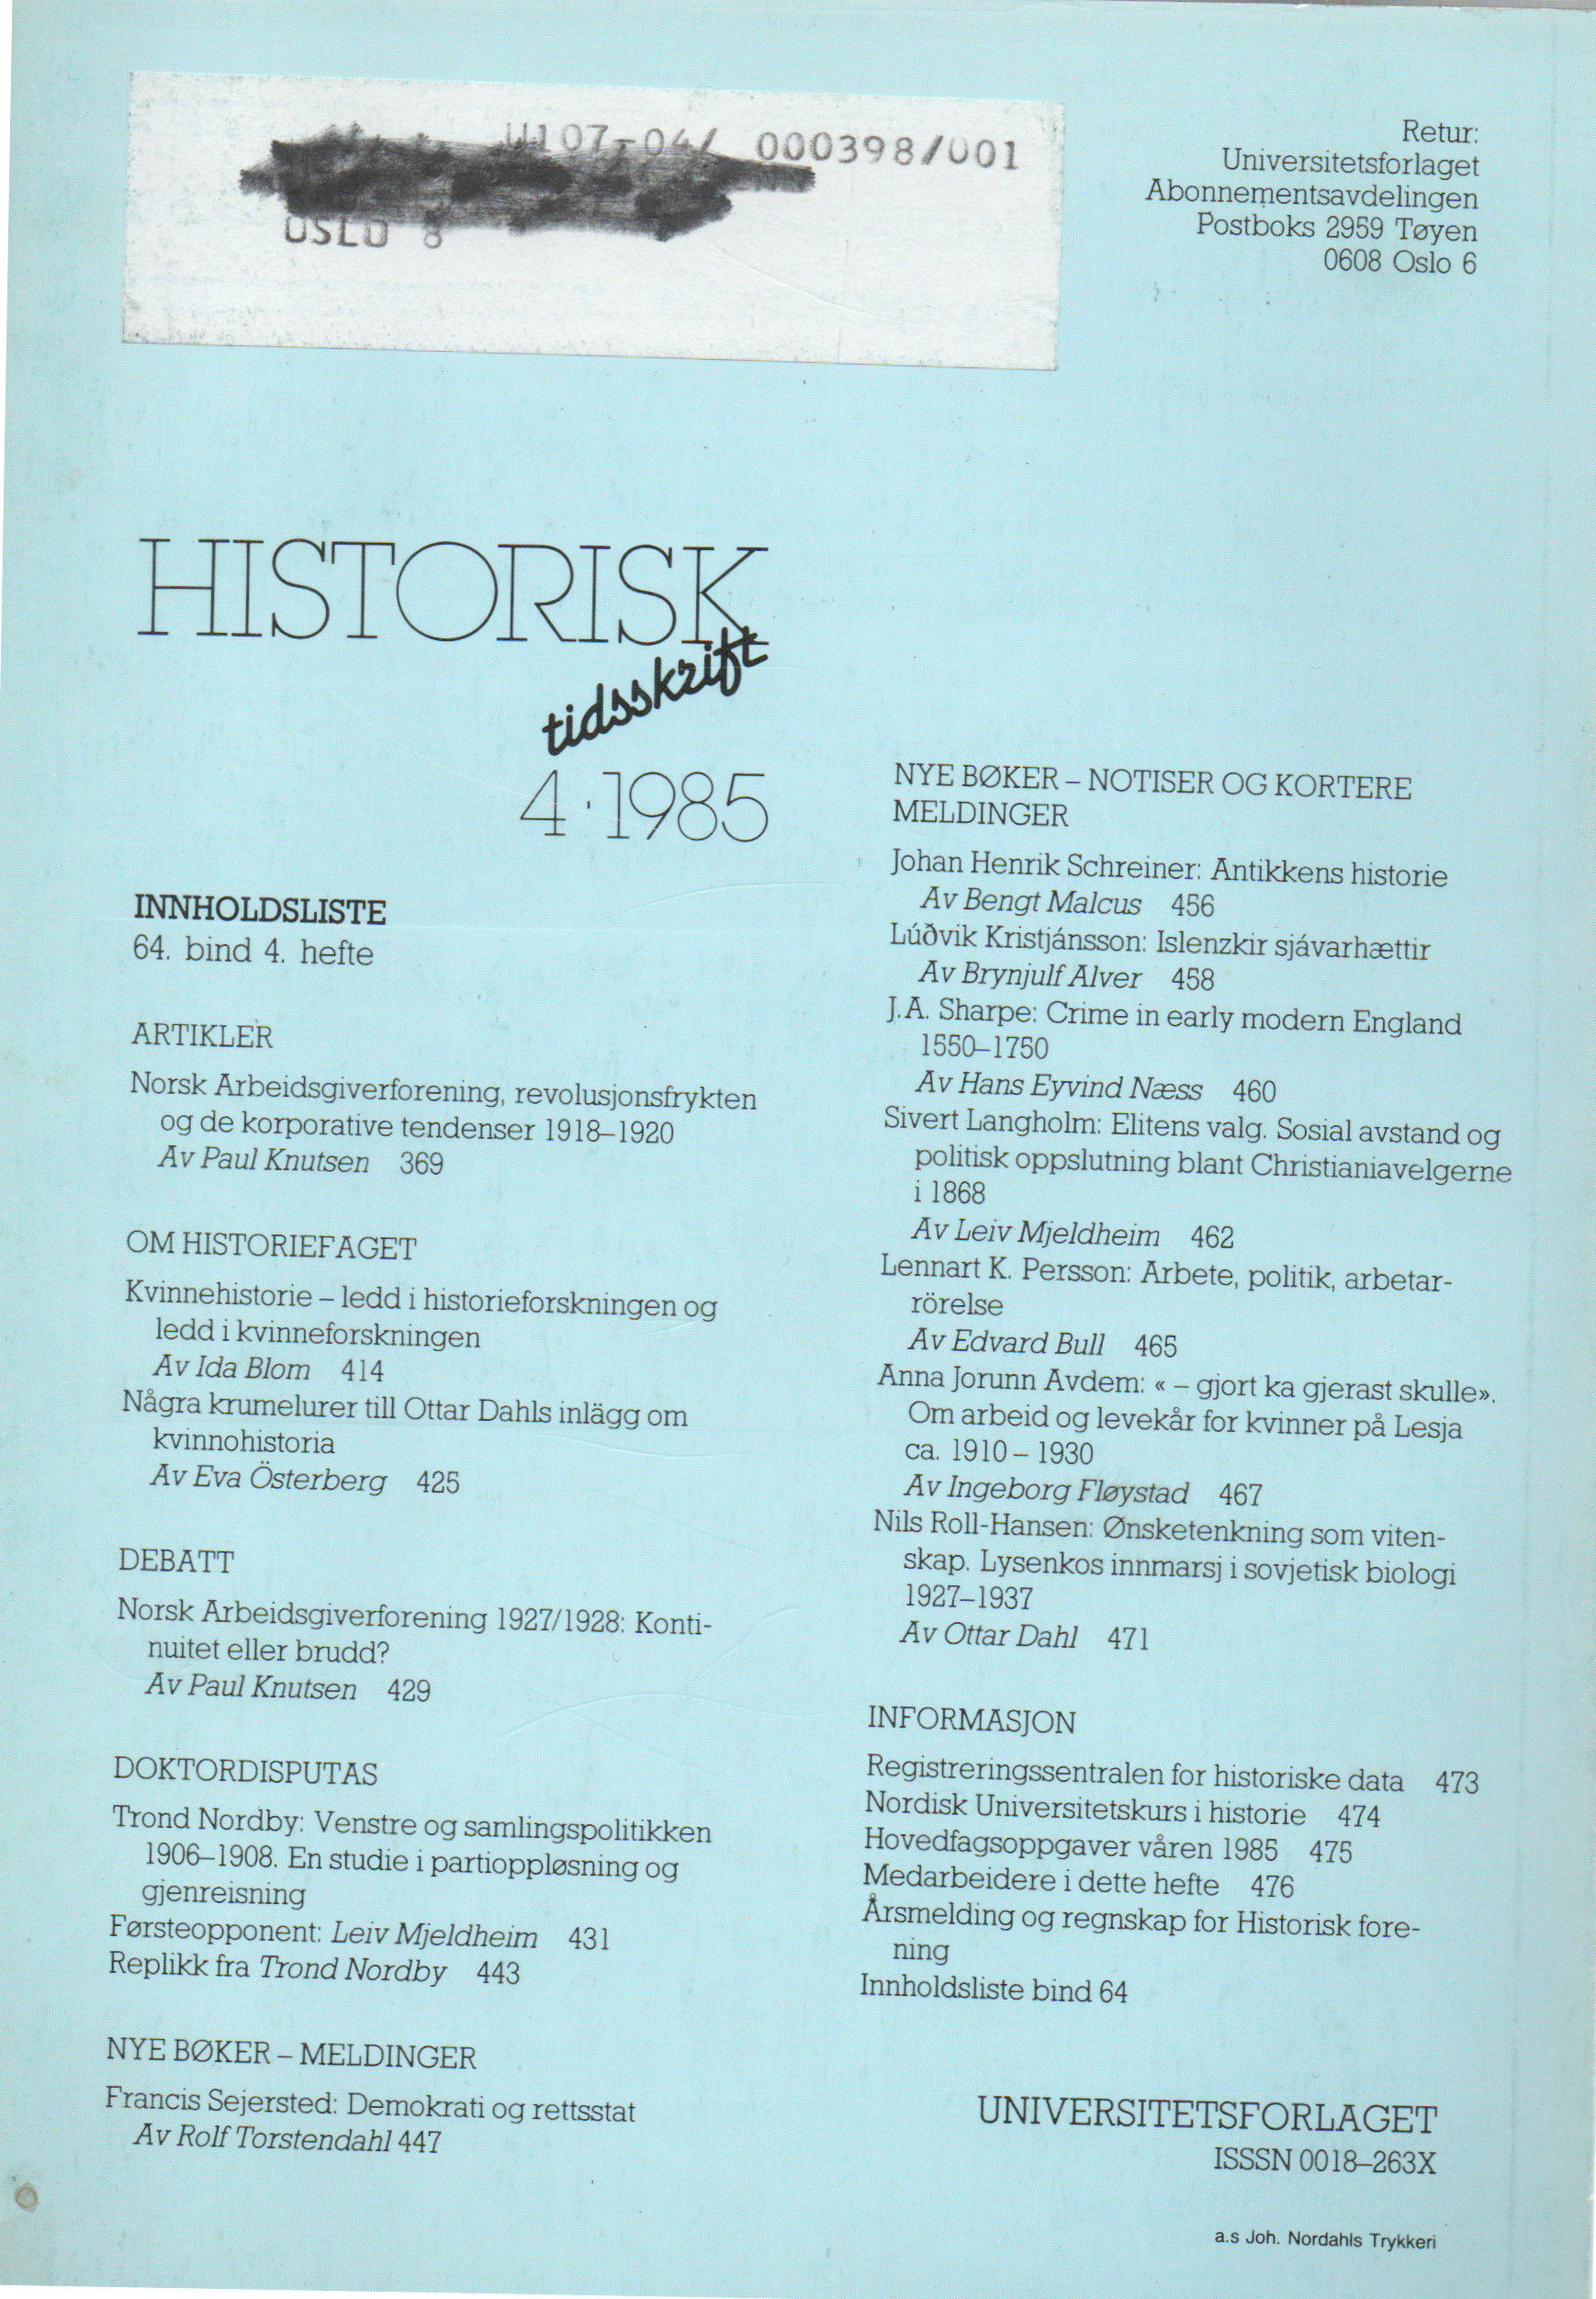 U107-04/ 000398/001
OSLO 8
Retur:
Universitetsforlaget
Abonnementsavdelingen
Postboks 2959 Tøyen
0608 Oslo 6
HISTORISK
tidsskrift
4·1985
INNHOLDSLISTE
64. bind 4. hefte
ARTIKLER
Norsk Arbeidsgiverforening, revolusjonsfrykten
og de korporative tendenser 1918–1920
Av Paul Knutsen 369
OM HISTORIEFAGET
Kvinnehistorie – ledd i historieforskningen og
ledd i kvinneforskningen
Av Ida Blom 414
Några krumelurer till Ottar Dahls inlägg om
kvinnohistoria
Av Eva Österberg 425
DEBATT
Norsk Arbeidsgiverforening 1927/1928: Konti-
nuitet eller brudd?
Av Paul Knutsen 429
DOKTORDISPUTAS
Trond Nordby: Venstre og samlingspolitikken
1906–1908. En studie i partioppløsning og
gjenreisning
Førsteopponent: Leiv Mjeldheim 431
Replikk fra Trond Nordby 443
NYE BØKER – MELDINGER
Francis Sejersted: Demokrati og rettsstat
Av Rolf Torstendahl 447
NYE BØKER – NOTISER OG KORTERE
MELDINGER
Johan Henrik Schreiner: Antikkens historie
Av Bengt Malcus 456
Lúðvik Kristjánsson: Islenzkir sjávarhættir
Av Brynjulf Alver 458
J.A. Sharpe: Crime in early modern England
1550–1750
Av Hans Eyvind Næss 460
Sivert Langholm: Elitens valg. Sosial avstand og
politisk oppslutning blant Christianiavelgerne
i 1868
Av Leiv Mjeldheim 462
Lennart K. Persson: Arbete, politik, arbetar-
rörelse
Av Edvard Bull 465
Anna Jorunn Avdem: « – gjort ka gjerast skulle».
Om arbeid og levekår for kvinner på Lesja
ca. 1910 – 1930
Av Ingeborg Fløystad 467
Nils Roll-Hansen: Ønsketenkning som viten-
skap. Lysenkos innmarsj i sovjetisk biologi
1927–1937
Av Ottar Dahl 471
INFORMASJON
Registreringssentralen for historiske data 473
Nordisk Universitetskurs i historie 474
Hovedfagsoppgaver våren 1985 475
Medarbeidere i dette hefte 476
Årsmelding og regnskap for Historisk fore-
ning
Innholdsliste bind 64
UNIVERSITETSFORLAGET
ISSSN 0018–263X
a.s Joh. Nordahls Trykkeri